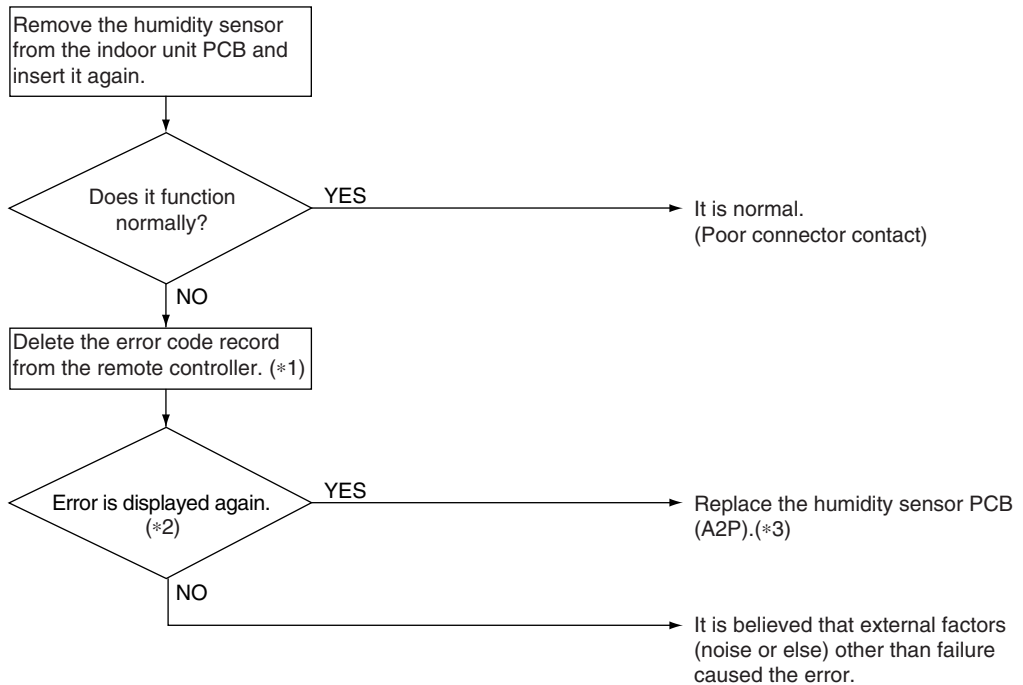 Remove the humidity sensor
from the indoor unit PCB and
insert it again.
Does it function
normally?
YES
It is normal.
(Poor connector contact)
NO
Delete the error code record
from the remote controller. (*1)
Error is displayed again.
(*2)
YES
Replace the humidity sensor PCB
(A2P).(*3)
NO
It is believed that external factors
(noise or else) other than failure
caused the error.